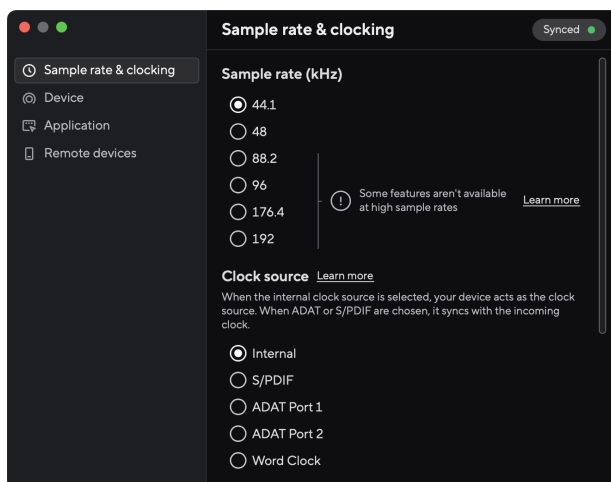 Sample rate & clocking
Device
Application
Remote devices
Sample rate & clocking
Synced
Sample rate (kHz)
44.1
48
88.2
96
176.4
192
Some features aren't available
at high sample rates
Learn more
Clock source Learn more
When the internal clock source is selected, your device acts as the clock
source. When ADAT or S/PDIF are chosen, it syncs with the incoming
clock.
Internal
S/PDIF
ADAT Port 1
ADAT Port 2
Word Clock